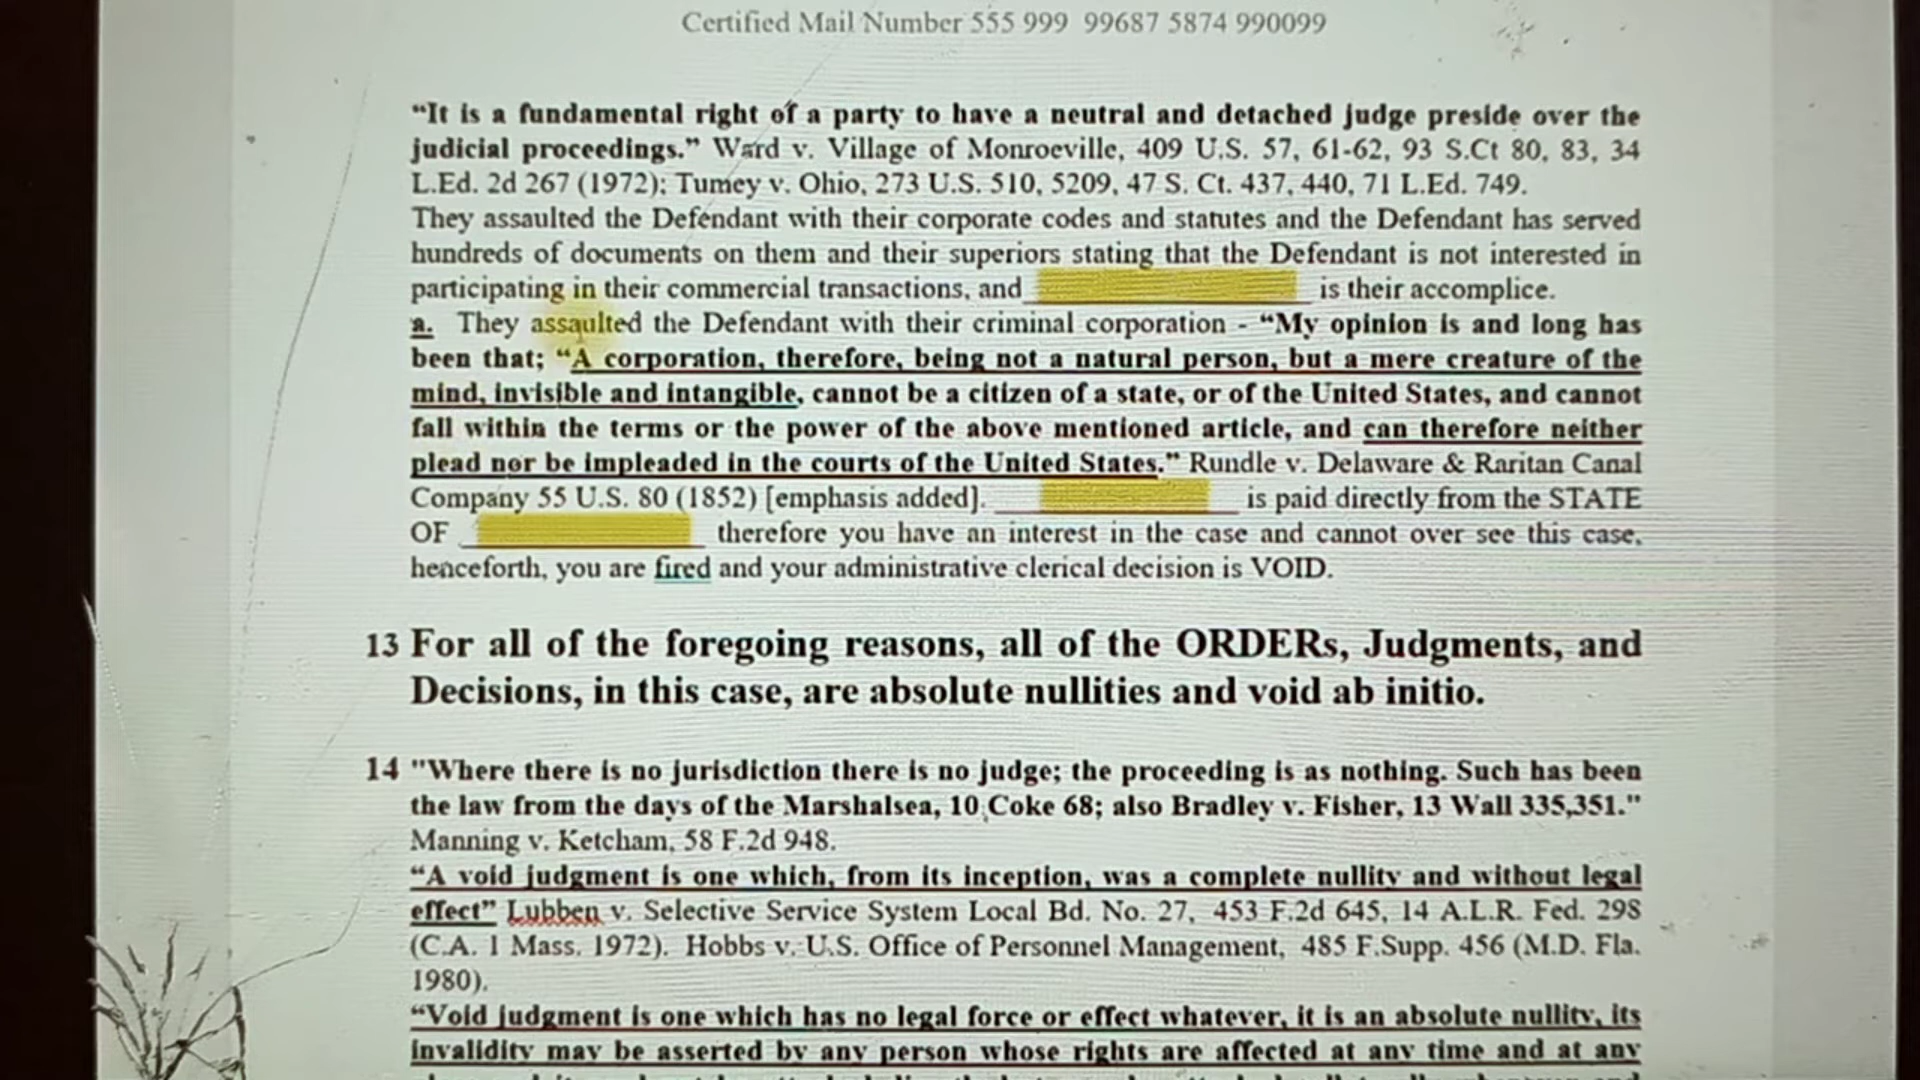 Certified Mail Number 555 999 99687 5874 990099
“It is a fundamental right of a party to have a neutral and detached judge preside over the
judicial proceedings.” Ward v. Village of Monroeville, 409 U.S. 57, 61-62, 93 S.Ct 80, 83, 34
L.Ed. 2d 267 (1972); Tumey v. Ohio, 273 U.S. 510, 5209, 47 S. Ct. 437, 440, 71 L.Ed. 749.
They assaulted the Defendant with their corporate codes and statutes and the Defendant has served
hundreds of documents on them and their superiors stating that the Defendant is not interested in
participating in their commercial transactions, and is their accomplice.
a. They assaulted the Defendant with their criminal corporation - “My opinion is and long has
been that; “A corporation, therefore, being not a natural person, but a mere creature of the
mind, invisible and intangible, cannot be a citizen of a state, or of the United States, and cannot
fall within the terms or the power of the above mentioned article, and can therefore neither
plead nor be impleaded in the courts of the United States.” Rundle v. Delaware & Raritan Canal
Company 55 U.S. 80 (1852) [emphasis added]. is paid directly from the STATE
OF therefore you have an interest in the case and cannot over see this case,
henceforth, you are fired and your administrative clerical decision is VOID.
13 For all of the foregoing reasons, all of the ORDERs, Judgments, and
Decisions, in this case, are absolute nullities and void ab initio.
14 "Where there is no jurisdiction there is no judge; the proceeding is as nothing. Such has been
the law from the days of the Marshalsea, 10 Coke 68; also Bradley v. Fisher, 13 Wall 335,351."
Manning v. Ketcham, 58 F.2d 948.
“A void judgment is one which, from its inception, was a complete nullity and without legal
effect” Lubben v. Selective Service System Local Bd. No. 27, 453 F.2d 645, 14 A.L.R. Fed. 298
(C.A. 1 Mass. 1972). Hobbs v. U.S. Office of Personnel Management, 485 F.Supp. 456 (M.D. Fla.
1980).
“Void judgment is one which has no legal force or effect whatever, it is an absolute nullity, its
invalidity may be asserted by any person whose rights are affected at any time and at any